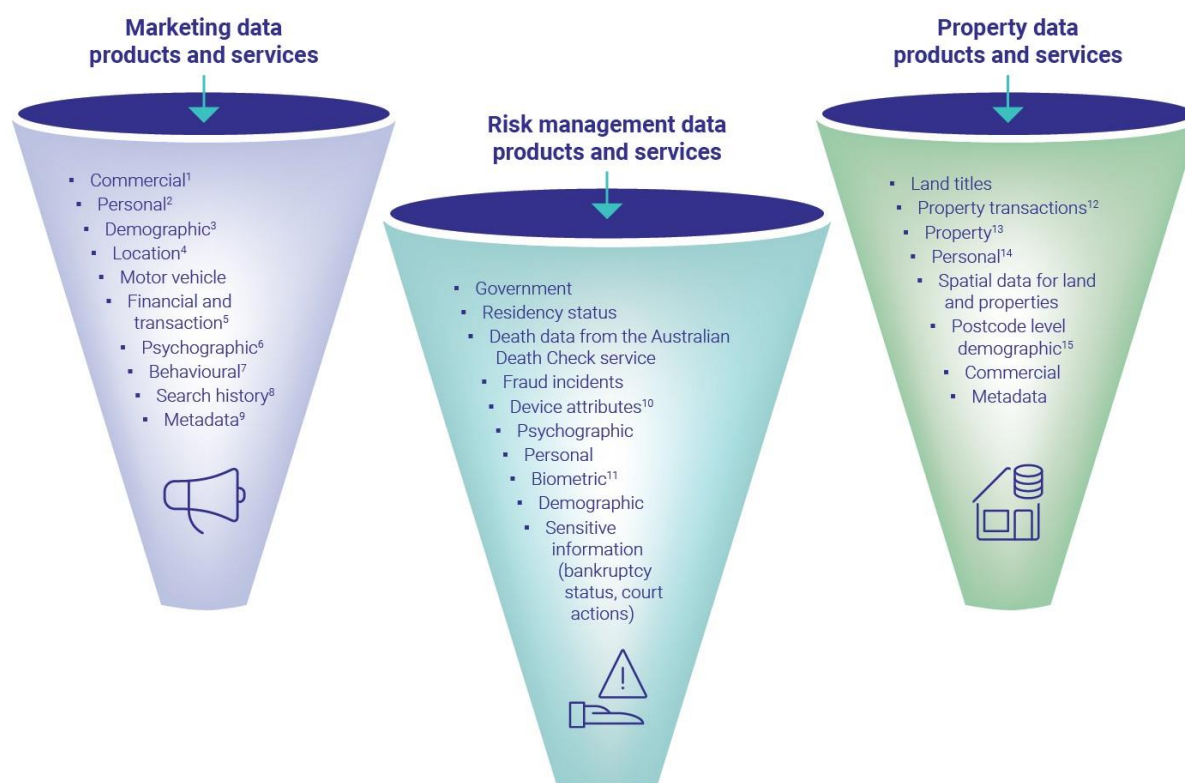 Marketing data
products and services
▪ Commercial¹
▪ Personal²
▪ Demographic³
▪ Location⁴
▪ Motor vehicle
▪ Financial and
transaction⁵
▪ Psychographic⁶
▪ Behavioural⁷
▪ Search history⁸
▪ Metadata⁹
Risk management data
products and services
▪ Government
▪ Residency status
▪ Death data from the Australian
Death Check service
▪ Fraud incidents
▪ Device attributes¹⁰
▪ Psychographic
▪ Personal
▪ Biometric¹¹
▪ Demographic
▪ Sensitive
information
(bankruptcy
status, court
actions)
Property data
products and services
▪ Land titles
▪ Property transactions¹²
▪ Property¹³
▪ Personal¹⁴
▪ Spatial data for land
and properties
▪ Postcode level
demographic¹⁵
▪ Commercial
▪ Metadata